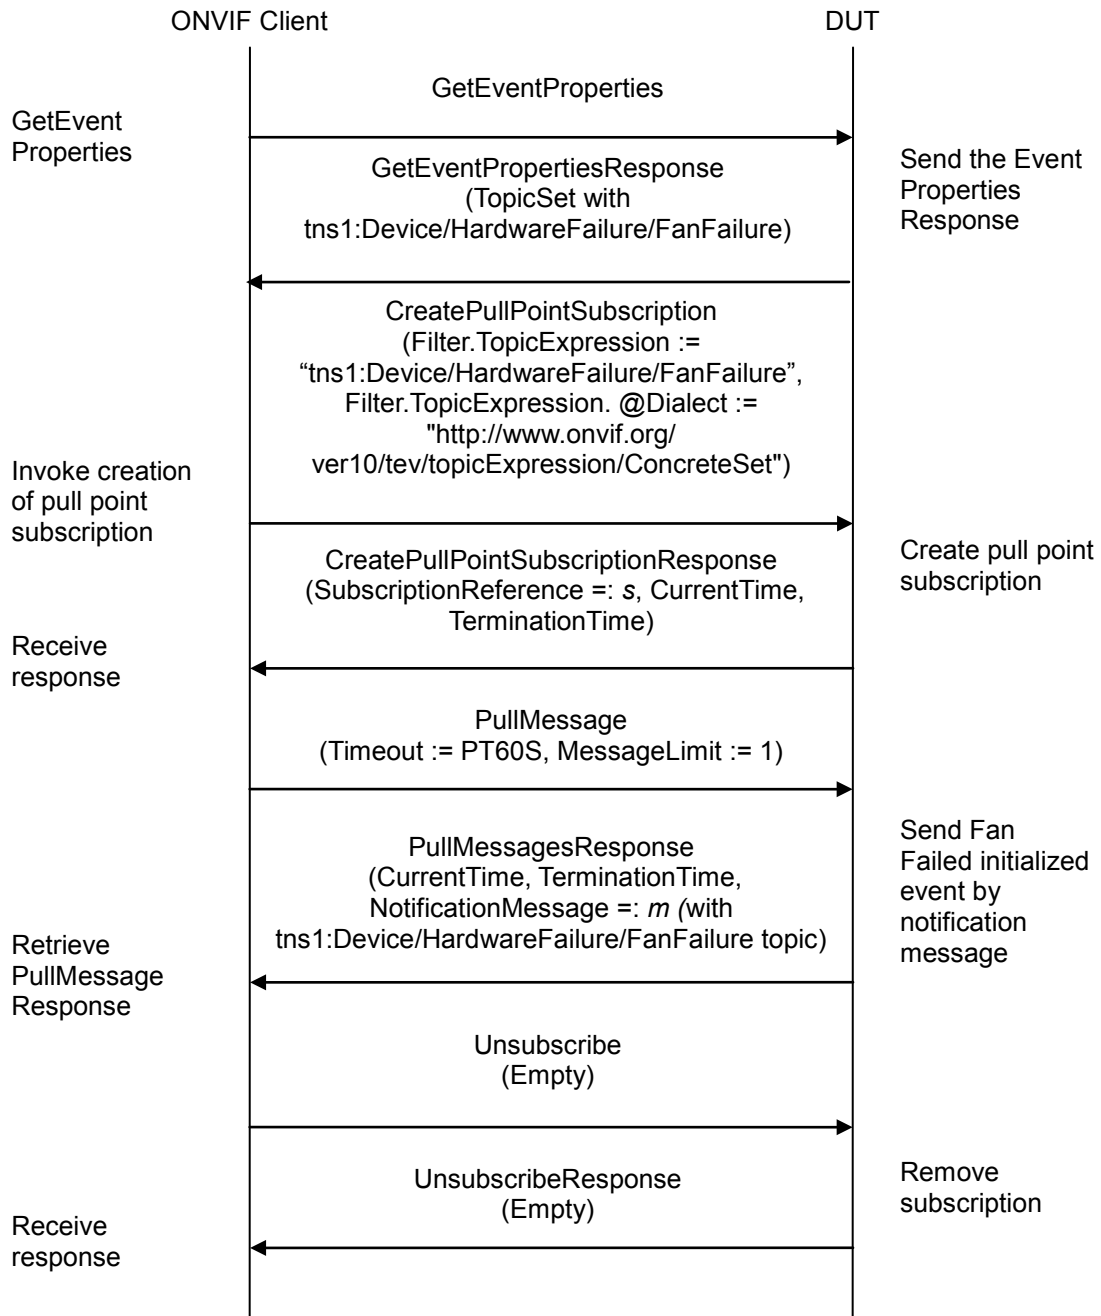 ONVIF Client
DUT
GetEventProperties
GetEvent
Properties
GetEventPropertiesResponse
(TopicSet with
tns1:Device/HardwareFailure/FanFailure)
Send the Event
Properties
Response
CreatePullPointSubscription
(Filter.TopicExpression :=
“tns1:Device/HardwareFailure/FanFailure”,
Filter.TopicExpression. @Dialect :=
"http://www.onvif.org/
ver10/tev/topicExpression/ConcreteSet")
Invoke creation
of pull point
subscription
CreatePullPointSubscriptionResponse
(SubscriptionReference =: s, CurrentTime,
TerminationTime)
Create pull point
subscription
Receive
response
PullMessage
(Timeout := PT60S, MessageLimit := 1)
PullMessagesResponse
(CurrentTime, TerminationTime,
NotificationMessage =: m (with
tns1:Device/HardwareFailure/FanFailure topic)
Send Fan
Failed initialized
event by
notification
message
Retrieve
PullMessage
Response
Unsubscribe
(Empty)
UnsubscribeResponse
(Empty)
Remove
subscription
Receive
response